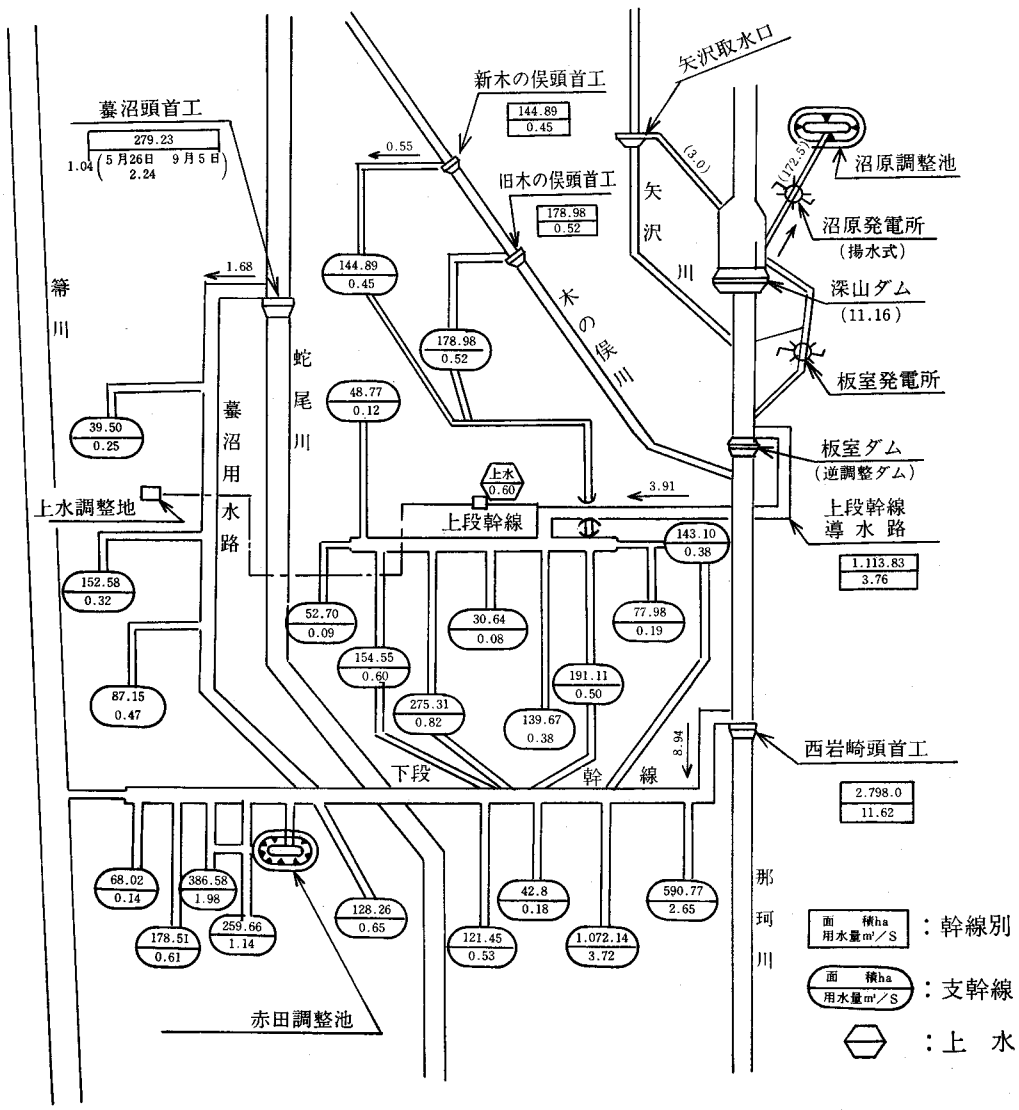 矢沢取水口
新木の俣頭首工
144.89
0.45
蟇沼頭首工
279.23
1.04(5月26日 9月5日)
2.24
0.55
旧木の俣頭首工
178.98
0.52
(3.0)
(172.5)
沼原調整池
沼原発電所
(揚水式)
深山ダム
(11.16)
板室発電所
板室ダム
(逆調整ダム)
上段幹線
導水路
1.113.83
3.76
矢沢川
木の俣川
箒川
1.68
144.89
0.45
178.98
0.52
蛇尾川
蟇沼用水路
39.50
0.25
48.77
0.12
上水
0.60
上水調整地
上段幹線
3.91
143.10
0.38
152.58
0.32
52.70
0.09
154.55
0.60
275.31
0.82
30.64
0.08
139.67
0.38
191.11
0.50
77.98
0.19
87.15
0.47
8.94
西岩崎頭首工
2.798.0
11.62
下段幹線
68.02
0.14
178.51
0.61
386.58
1.98
259.66
1.14
128.26
0.65
121.45
0.53
42.8
0.18
1.072.14
3.72
590.77
2.65
那珂川
赤田調整池
面積ha
用水量㎥/S
:幹線別
面積ha
用水量㎥/S
:支幹線
:上水